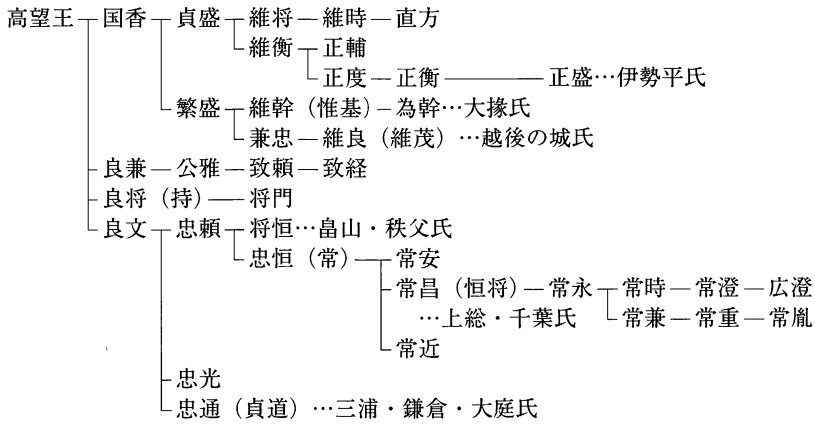 高望王 国香 貞盛 維将 維時 直方
維衡 正輔
正度 正衡 正盛…伊勢平氏
繁盛 維幹（惟基） 為幹…大掾氏
兼忠 維良（維茂）…越後の城氏
良兼 公雅 致頼 致経
良将（持） 将門
良文 忠頼 将恒…畠山・秩父氏
忠恒（常） 常安
常昌（恒将） 常永 常時 常澄 広澄
…上総・千葉氏 常兼 常重 常胤
常近
忠光
忠通（貞道）…三浦・鎌倉・大庭氏